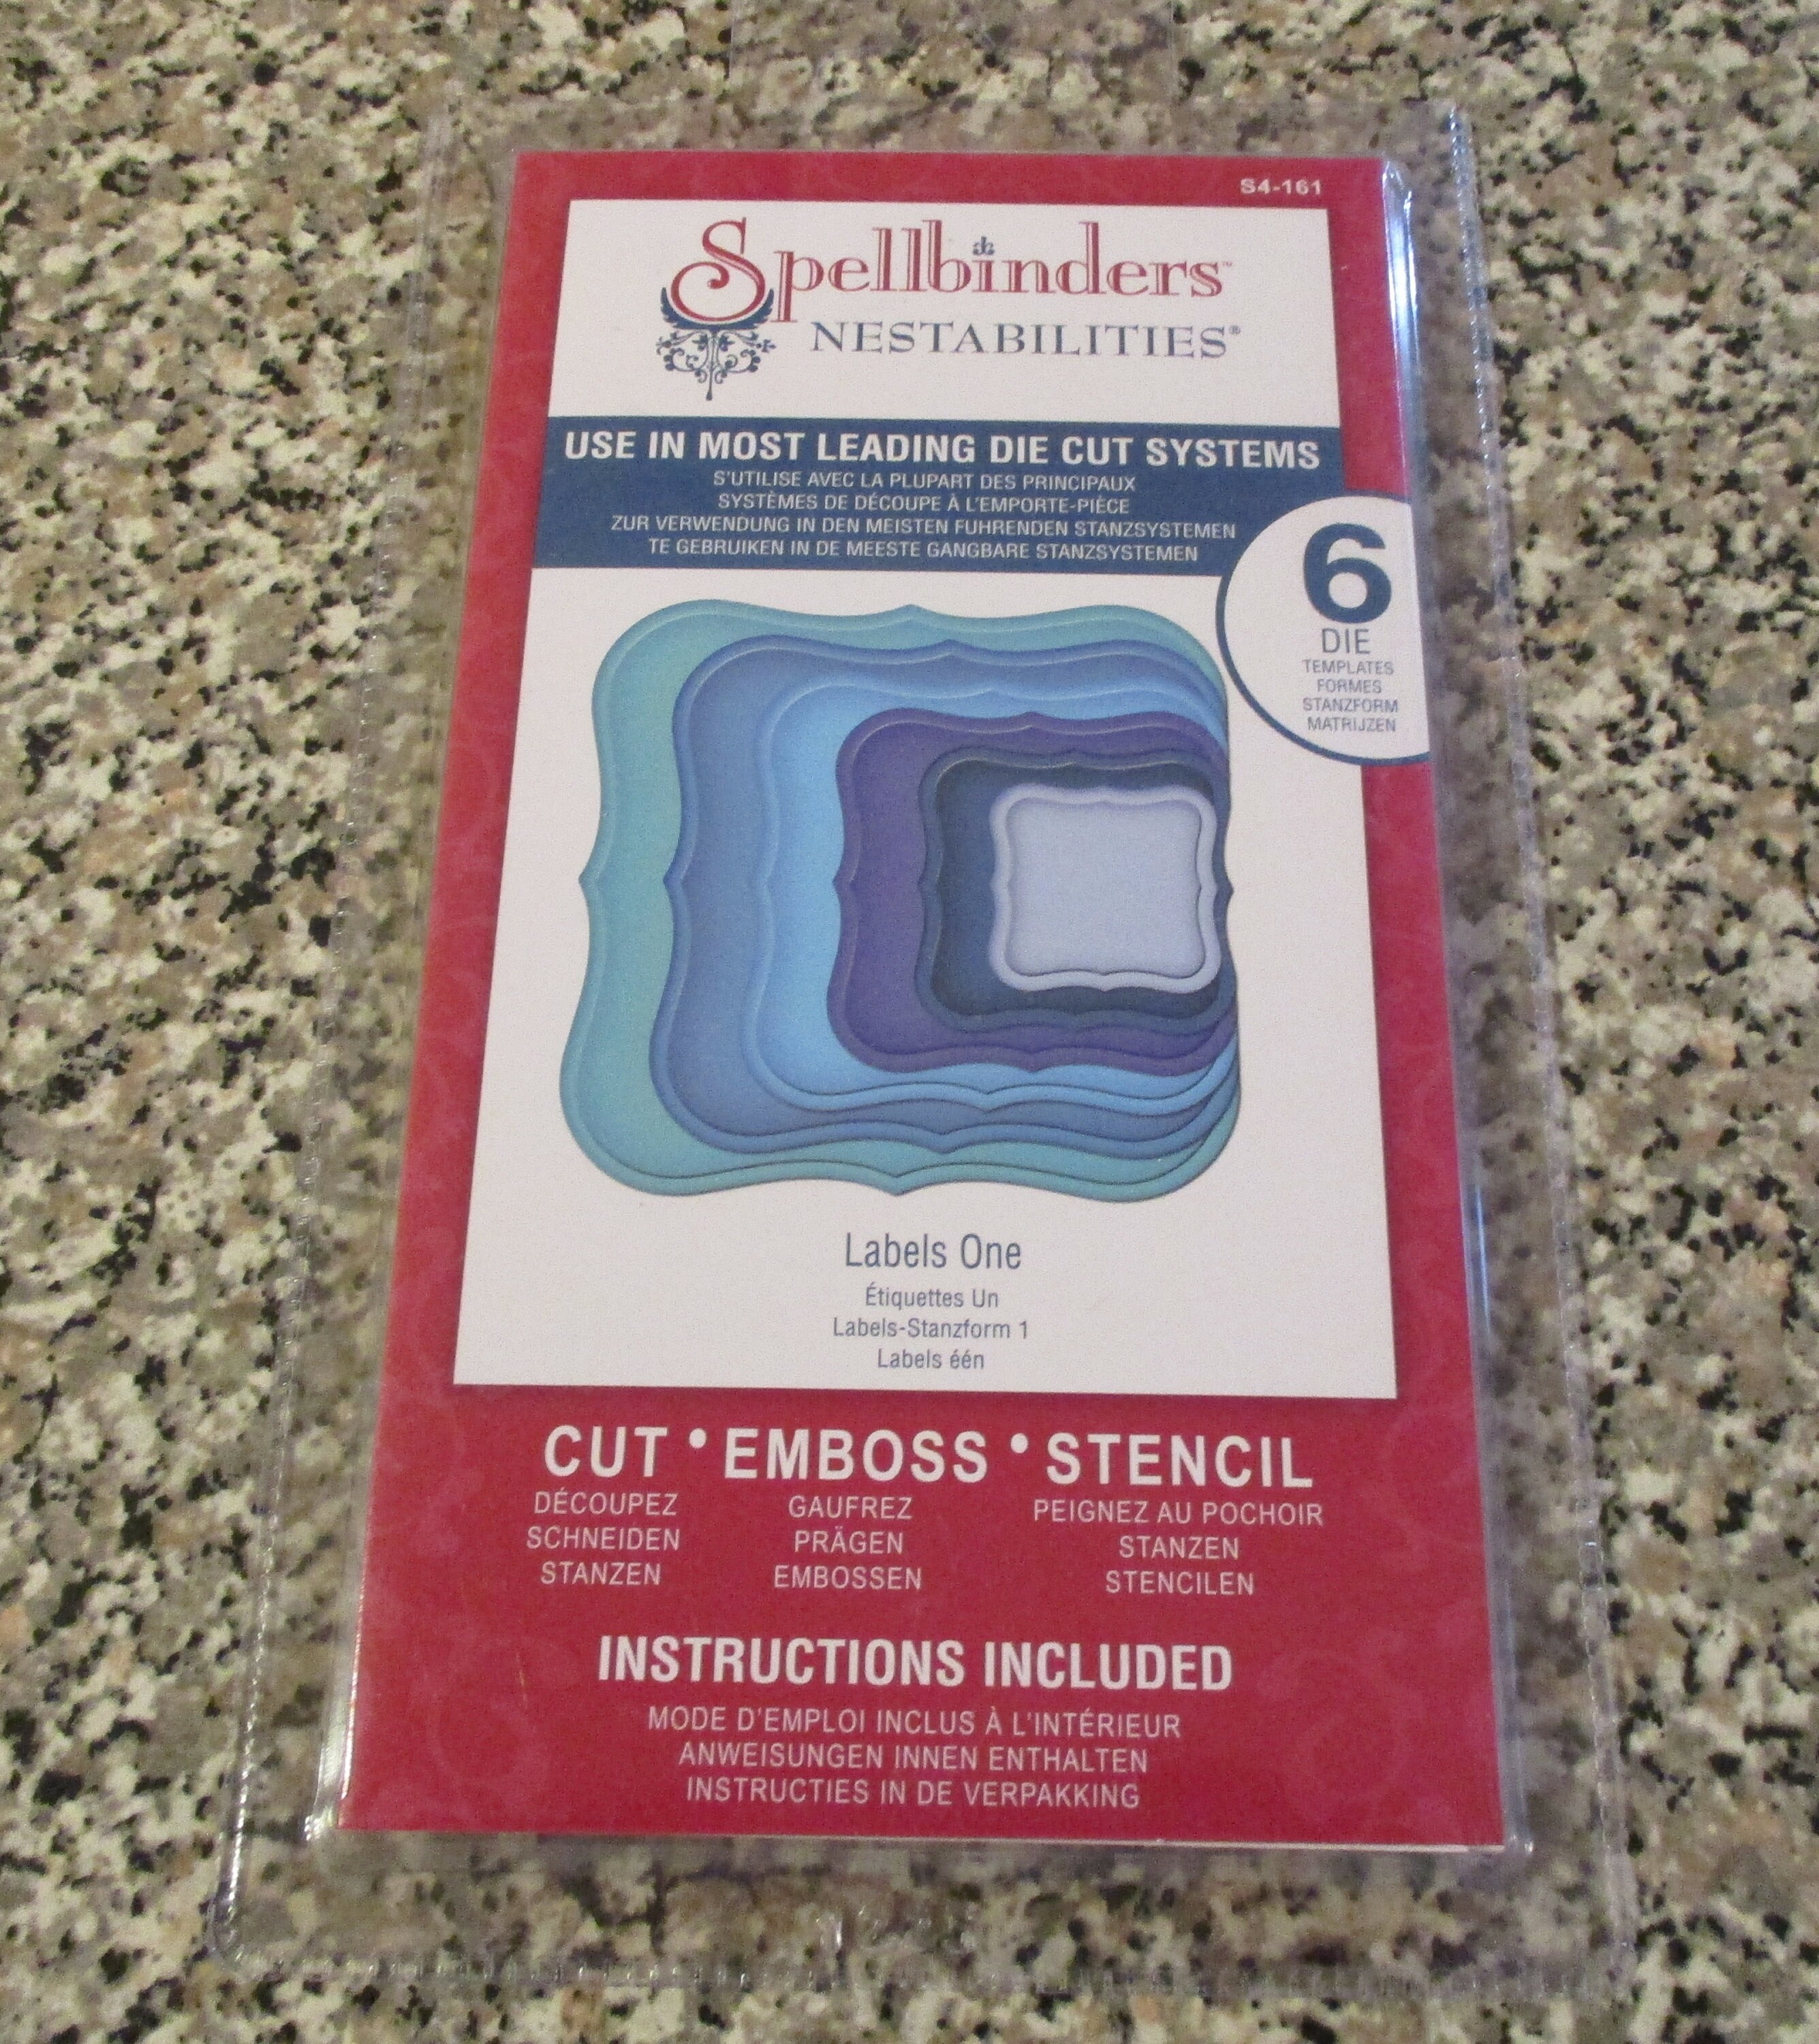 S4-161
Spellbinders™
NESTABILITIES®
USE IN MOST LEADING DIE CUT SYSTEMS
S'UTILISE AVEC LA PLUPART DES PRINCIPAUX
SYSTÈMES DE DÉCOUPE À L'EMPORTE-PIÈCE
ZUR VERWENDUNG IN DEN MEISTEN FUHRENDEN STANZSYSTEMEN
TE GEBRUIKEN IN DE MEESTE GANGBARE STANZSYSTEMEN
6
DIE
TEMPLATES
FORMES
STANZFORM
MATRIJZEN
Labels One
Étiquettes Un
Labels-Stanzform 1
Labels één
CUT • EMBOSS • STENCIL
DÉCOUPEZ GAUFREZ PEIGNEZ AU POCHOIR
SCHNEIDEN PRÄGEN STANZEN
STANZEN EMBOSSEN STENCILEN
INSTRUCTIONS INCLUDED
MODE D'EMPLOI INCLUS À L'INTÉRIEUR
ANWEISUNGEN INNEN ENTHALTEN
INSTRUCTIES IN DE VERPAKKING